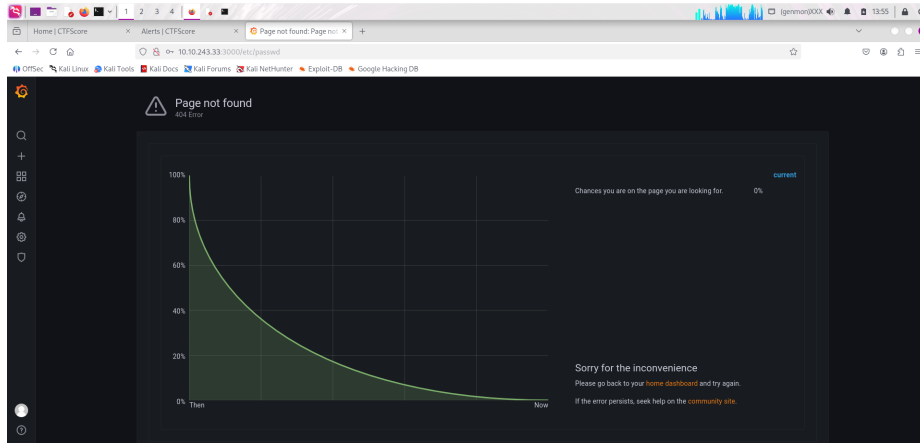 1 2 3 4
(genmon)XXX 13:55
Home | CTFScore × Alerts | CTFScore × Page not found: Page not × +
10.10.243.33:3000/etc/passwd
OffSec Kali Linux Kali Tools Kali Docs Kali Forums Kali NetHunter Exploit-DB Google Hacking DB
Page not found
404 Error
current
100%
Chances you are on the page you are looking for. 0%
80%
60%
40%
20%
Sorry for the inconvenience
Please go back to your home dashboard and try again.
0%
Then Now
If the error persists, seek help on the community site.